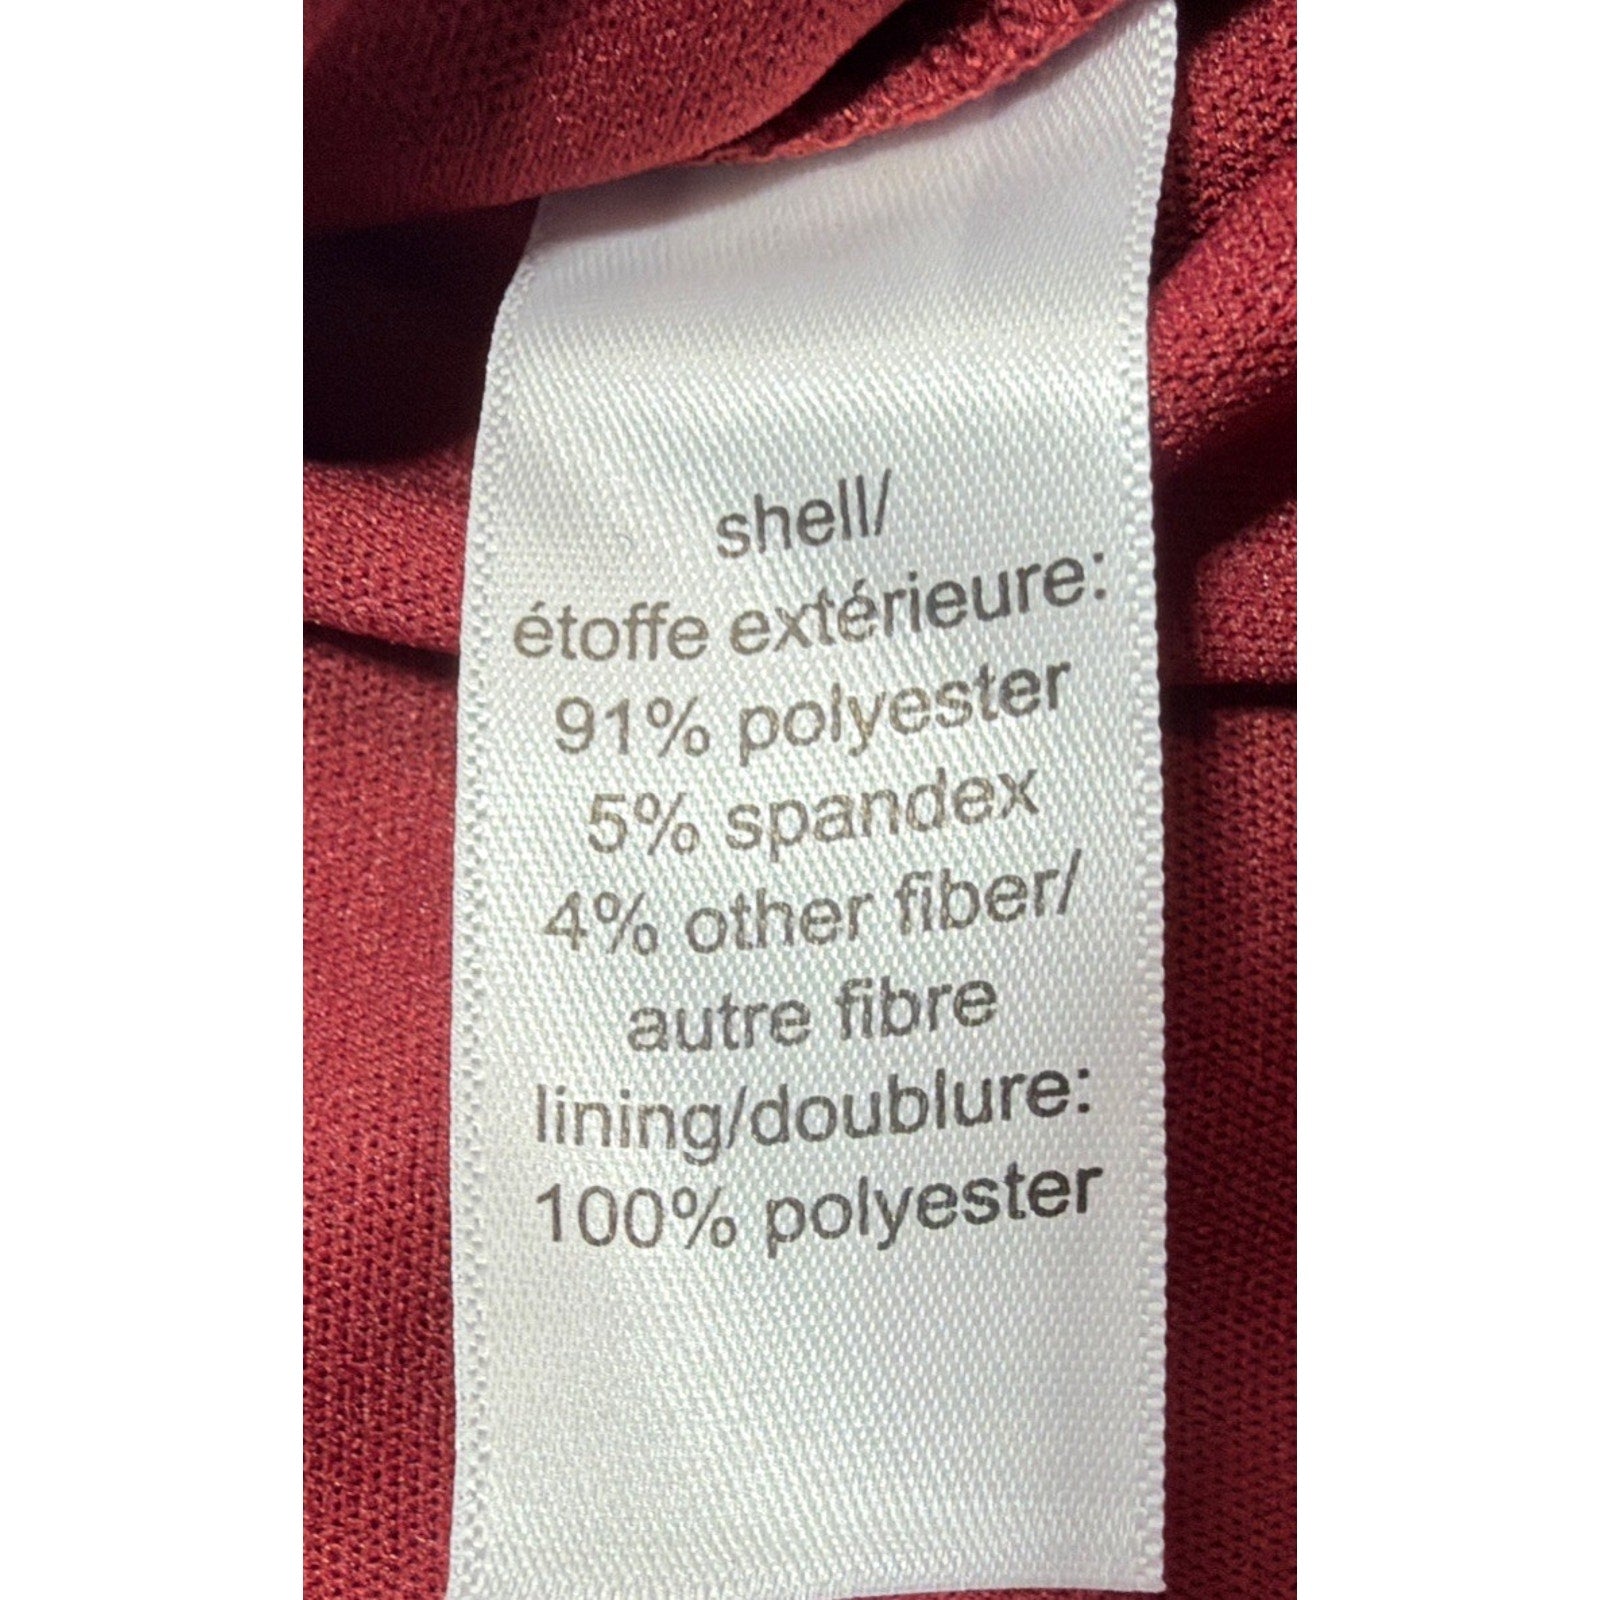 shell/
étoffe extérieure:
91% polyester
5% spandex
4% other fiber/
autre fibre
lining/doublure:
100% polyester